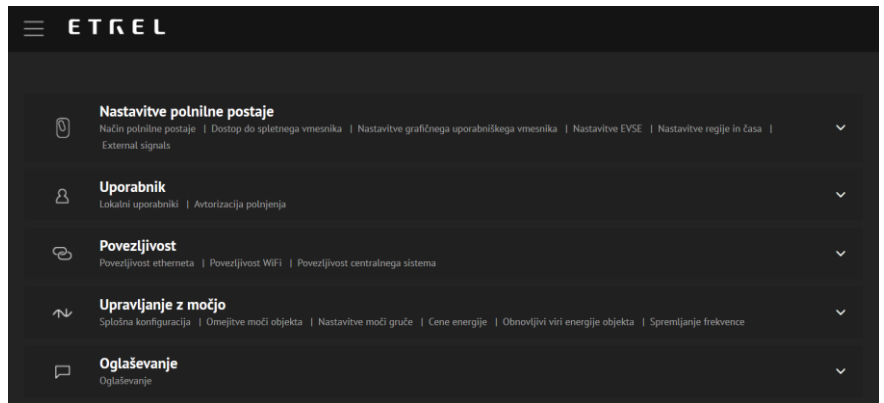 ETREL
Nastavitve polnilne postaje
Način polnilne postaje | Dostop do spletnega vmesnika | Nastavitve grafičnega uporabniškega vmesnika | Nastavitve EVSE | Nastavitve regije in časa |
External signals
Uporabnik
Lokalni uporabniki | Avtorizacija polnjenja
Povezljivost
Povezljivost etherneta | Povezljivost WiFi | Povezljivost centralnega sistema
Upravljanje z močjo
Splošna konfiguracija | Omejitve moči objekta | Nastavitve moči gruče | Cene energije | Obnovljivi viri energije objekta | Spremljanje frekvence
Oglaševanje
Oglaševanje